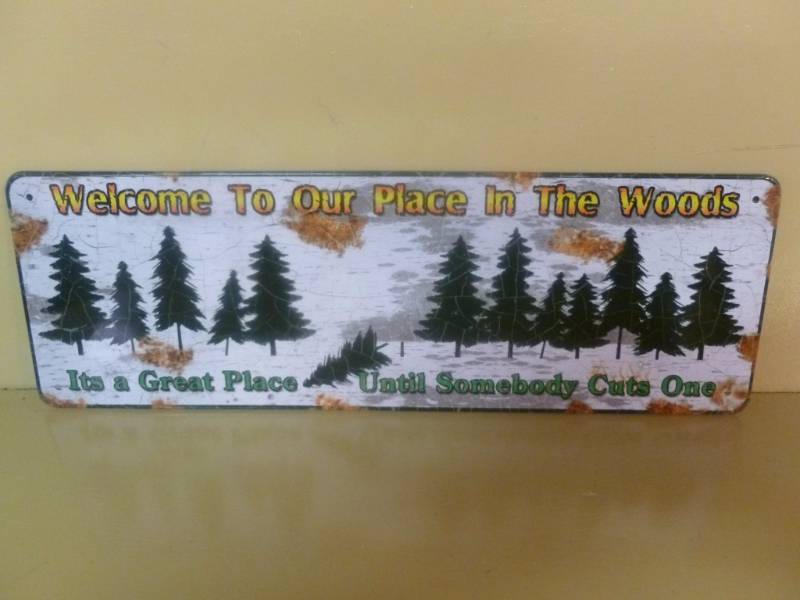 Welcome To Our Place In The Woods
Its a Great Place Until Somebody Cuts One